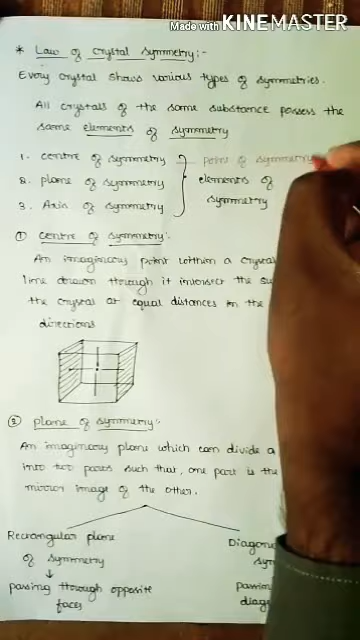 Made with KINEMASTER
* Law of Crystal Symmetry:-
Every crystal shows various types of symmetries.
All crystals of the same substance possess the
same elements of symmetry
1. centre of symmetry point of symmetry
2. plane of symmetry elements of
3. Axis of symmetry symmetry
① centre of symmetry:
An imaginary point within a crystal
line drawn through it intersect the
the crystal at equal distances in the
directions
② plane of symmetry:-
An imaginary plane which can divide a
into two parts such that, one part is the
mirror image of the other.
Rectangular plane
of symmetry
passing through opposite
faces